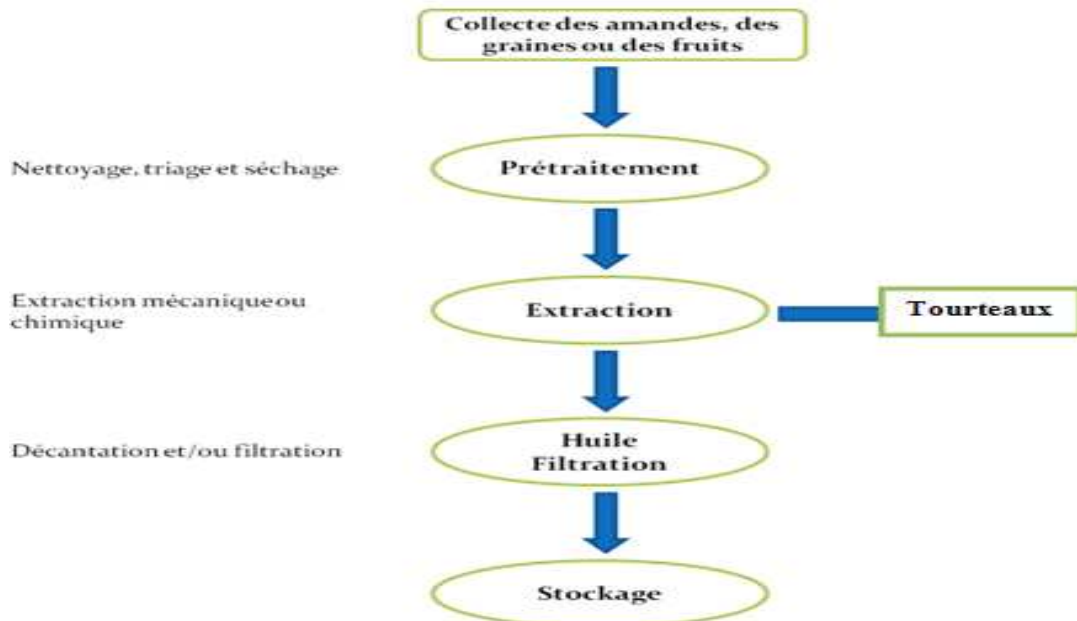 Collecte des amandes, des
graines ou des fruits
Nettoyage, triage et séchage
Prétraitement
Extraction mécanique ou
chimique
Extraction
Tourteaux
Décantation et/ou filtration
Huile
Filtration
Stockage